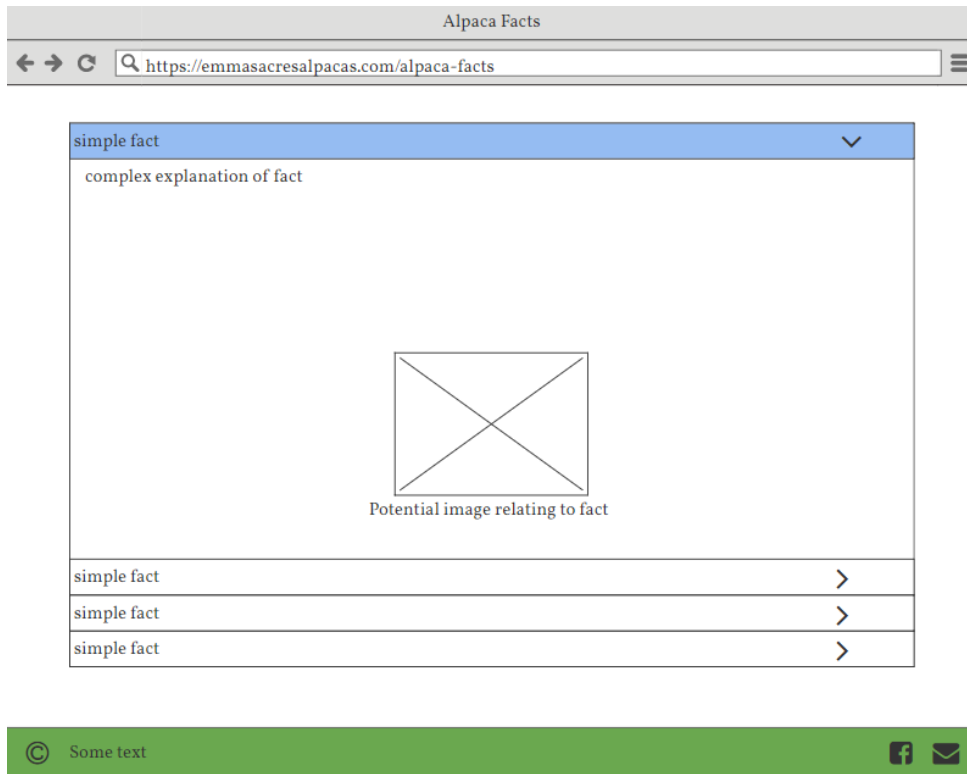 Alpaca Facts
https://emmasacresalpacas.com/alpaca-facts
simple fact
complex explanation of fact
Potential image relating to fact
simple fact
simple fact
simple fact
© Some text